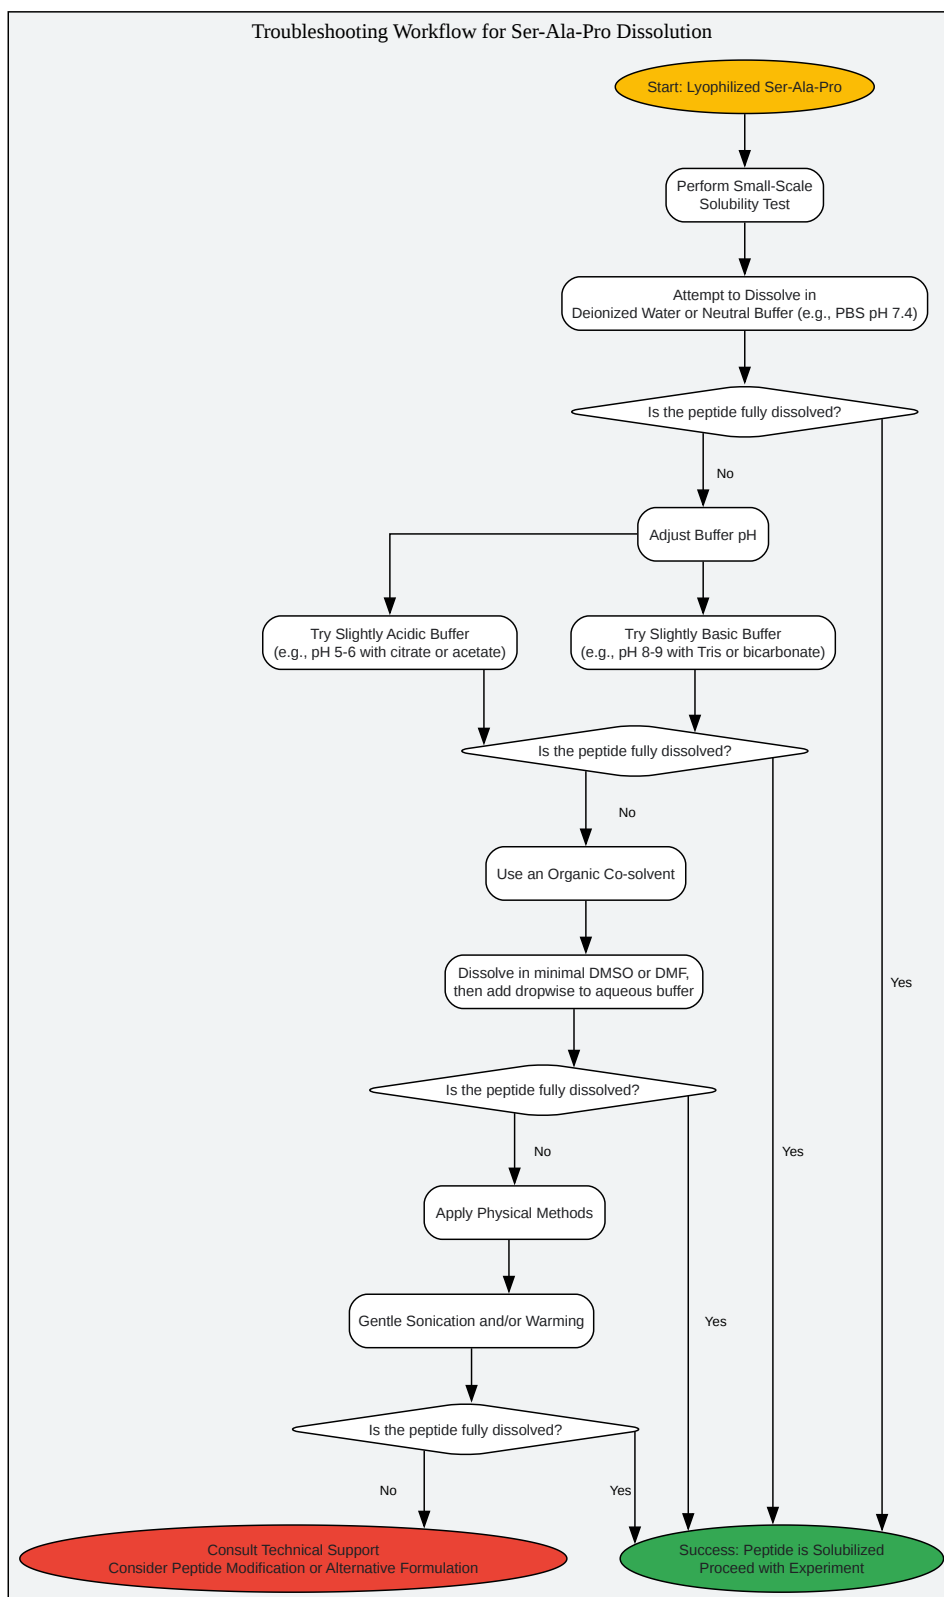 Troubleshooting Workflow for Ser-Ala-Pro Dissolution
Start: Lyophilized Ser-Ala-Pro
Perform Small-Scale
Solubility Test
Attempt to Dissolve in
Deionized Water or Neutral Buffer (e.g., PBS pH 7.4)
Is the peptide fully dissolved?
No
Adjust Buffer pH
Try Slightly Acidic Buffer
(e.g., pH 5-6 with citrate or acetate)
Try Slightly Basic Buffer
(e.g., pH 8-9 with Tris or bicarbonate)
Is the peptide fully dissolved?
No
Use an Organic Co-solvent
Dissolve in minimal DMSO or DMF,
then add dropwise to aqueous buffer
Yes
Is the peptide fully dissolved?
No
Yes
Apply Physical Methods
Gentle Sonication and/or Warming
Yes
Is the peptide fully dissolved?
No
Yes
Consult Technical Support
Consider Peptide Modification or Alternative Formulation
Success: Peptide is Solubilized
Proceed with Experiment